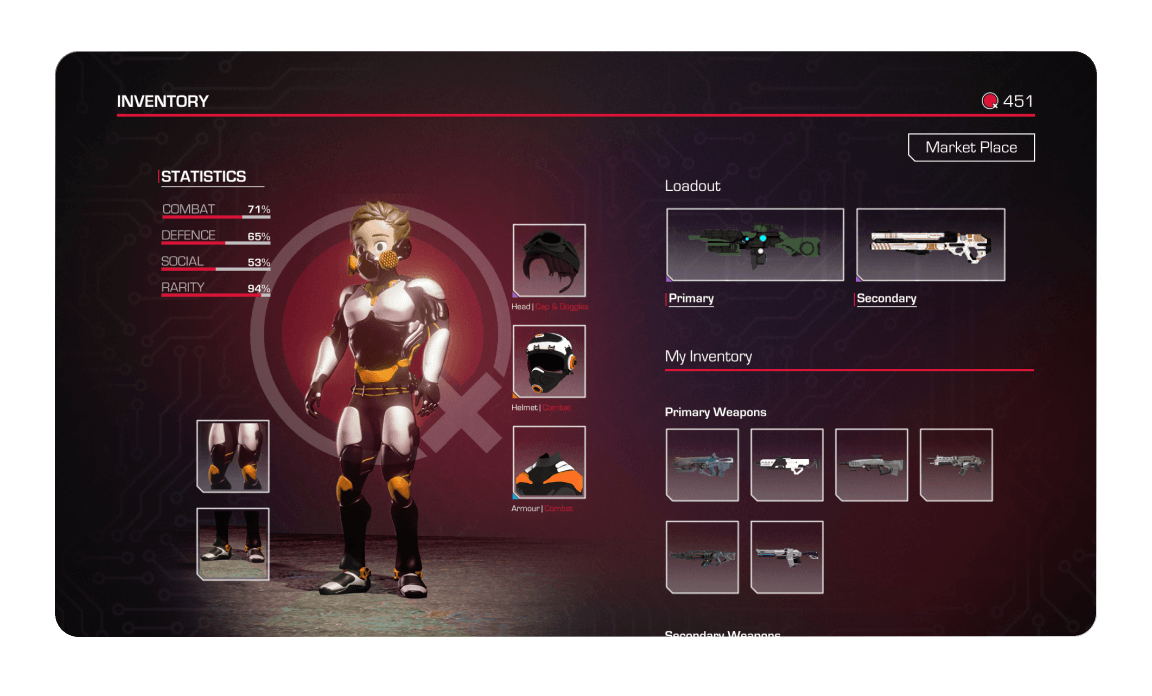 INVENTORY
451
Market Place
STATISTICS
COMBAT 71%
DEFENCE 65%
SOCIAL 53%
RARITY 94%
Head | Cap & Goggles
Helmet | Combat
Armour | Combat
Loadout
Primary
Secondary
My Inventory
Primary Weapons
Secondary Weapons